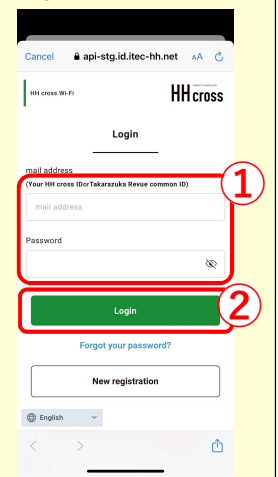 Cancel api-stg.id.itec-hh.net AA
HH cross Wi-Fi HH cross
Login
mail address
(Your HH cross IDorTakarazuka Revue common ID)
mail address
①
Password
Login
②
Forgot your password?
New registration
English